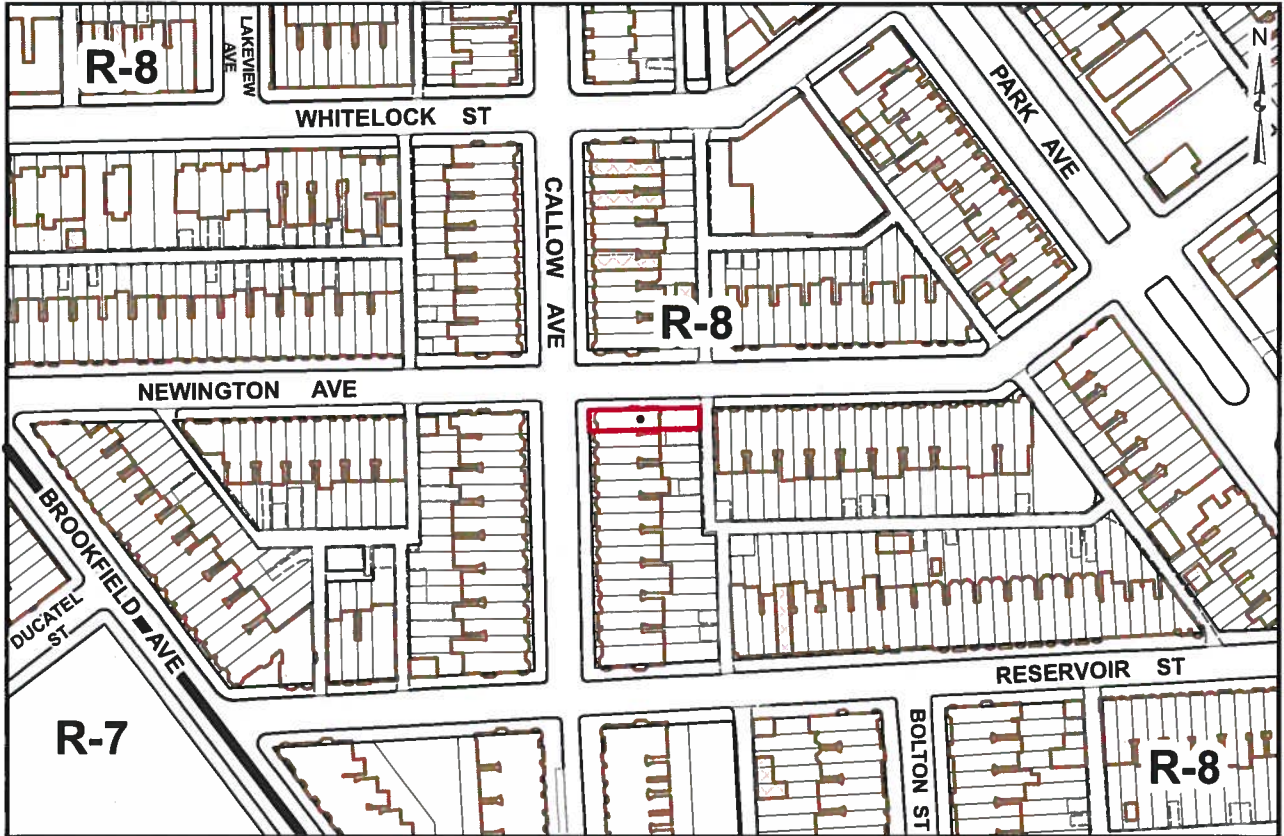 R-8
LAKEVIEW
AVE
N
PARK AVE
WHITELOCK ST
CALLOW AVE
R-8
NEWINGTON AVE
BROOKFIELD AVE
DUCATEL
ST
RESERVOIR ST
R-7
BOLTON ST
R-8